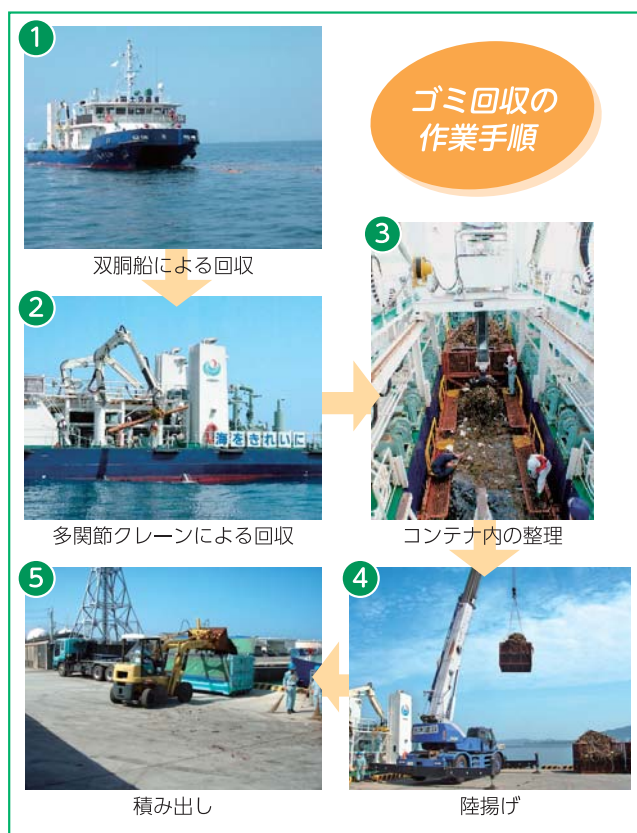 ゴミ回収の
作業手順
1
双胴船による回収
2
海をきれいに
多関節クレーンによる回収
3
コンテナ内の整理
4
陸揚げ
5
積み出し